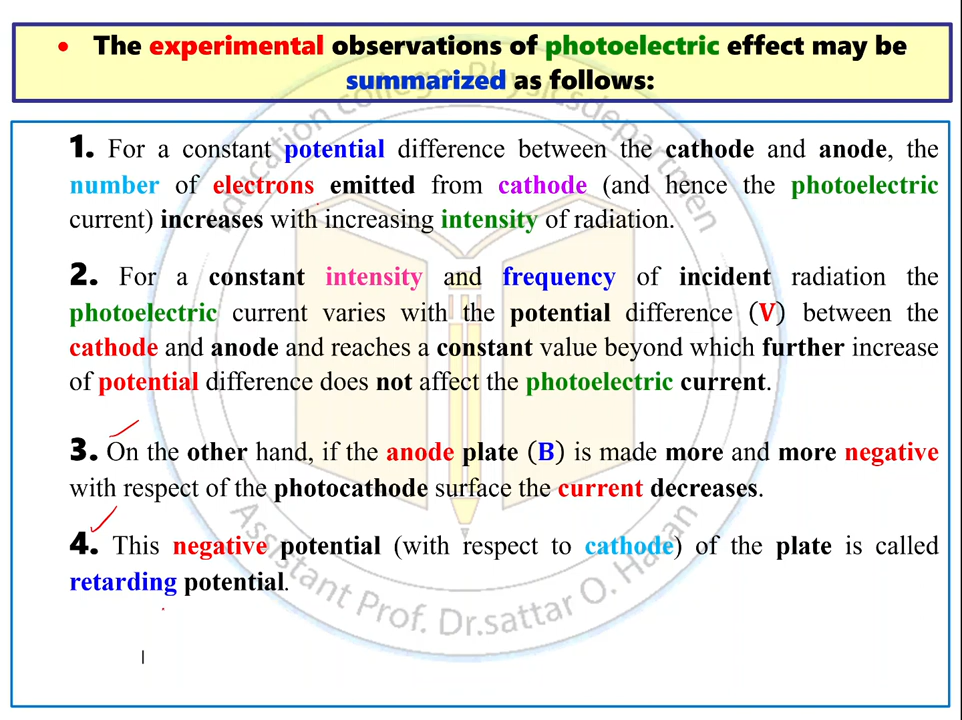 • The experimental observations of photoelectric effect may be
summarized as follows:
1. For a constant potential difference between the cathode and anode, the
number of electrons emitted from cathode (and hence the photoelectric
current) increases with increasing intensity of radiation.
2. For a constant intensity and frequency of incident radiation the
photoelectric current varies with the potential difference (V) between the
cathode and anode and reaches a constant value beyond which further increase
of potential difference does not affect the photoelectric current.
3. On the other hand, if the anode plate (B) is made more and more negative
with respect of the photocathode surface the current decreases.
4. This negative potential (with respect to cathode) of the plate is called
retarding potential.
Assistant Prof. Dr.sattar O.